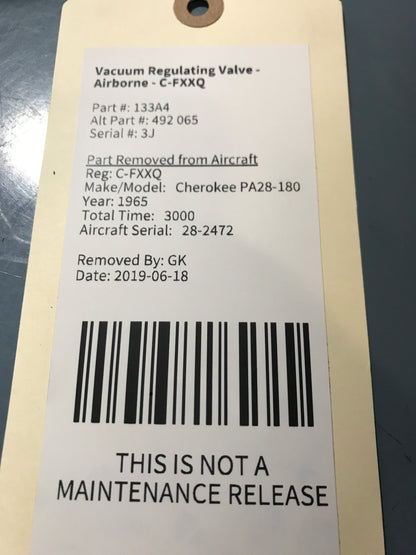 Vacuum Regulating Valve -
Airborne - C-FXXQ
Part #: 133A4
Alt Part #: 492 065
Serial #: 3J
Part Removed from Aircraft
Reg: C-FXXQ
Make/Model: Cherokee PA28-180
Year: 1965
Total Time: 3000
Aircraft Serial: 28-2472
Removed By: GK
Date: 2019-06-18
THIS IS NOT A
MAINTENANCE RELEASE